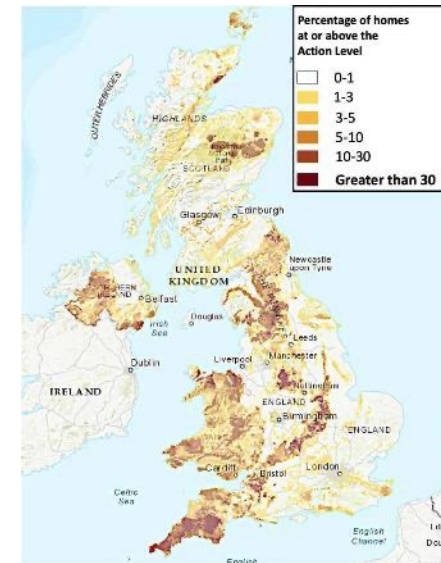 Percentage of homes
at or above the
Action Level
0-1
1-3
3-5
5-10
10-30
Greater than 30
OUTER HEBRIDES
HIGHLANDS
SCOTLAND
Glasgow
Edinburgh
UNITED
KINGDOM
Newcastle
upon Tyne
Belfast
Irish
Sea
Douglas
Leeds
Dublin
Liverpool
Manchester
IRELAND
Nottingham
ENGLAND
Birmingham
ENGLAND
Cardiff
Bristol
London
Celtic
Sea
English
Channel
English